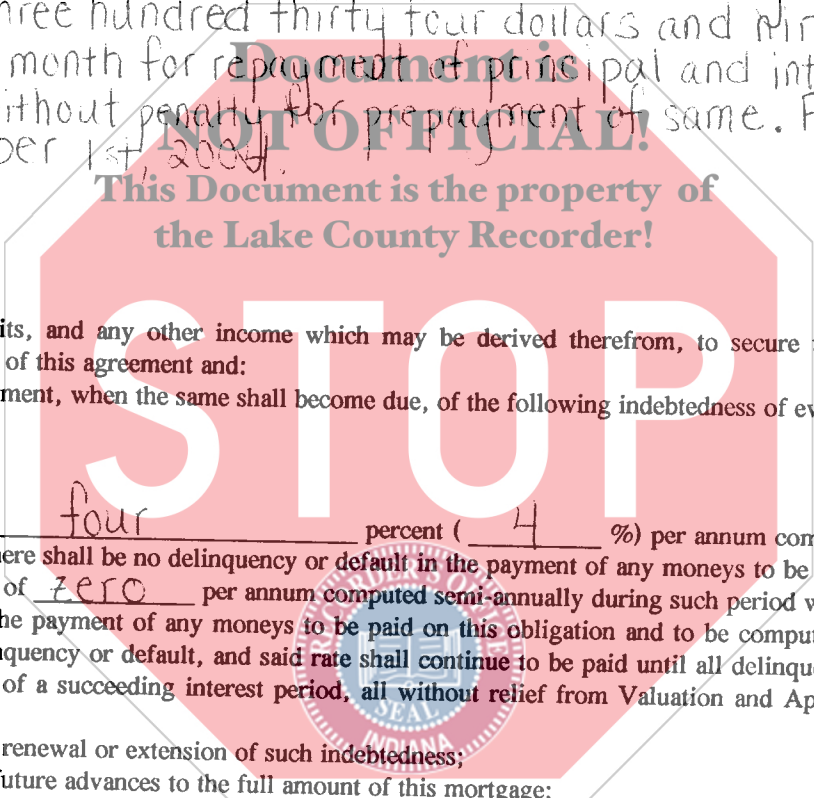 hree hundred thirty four dollars and Nin
month for repayment of principal and int
ithout penalty for prepayment of same. F
ber 1st, 2004.
Document is
NOT OFFICIAL!
This Document is the property of
the Lake County Recorder!
STOP
its, and any other income which may be derived therefrom, to secure
of this agreement and:
ment, when the same shall become due, of the following indebtedness of ev
four percent ( 4 %) per annum com
ere shall be no delinquency or default in the payment of any moneys to be
of zero per annum computed semi-annually during such period w
he payment of any moneys to be paid on this obligation and to be comput
nquency or default, and said rate shall continue to be paid until all delinqu
of a succeeding interest period, all without relief from Valuation and Ap
renewal or extension of such indebtedness;
future advances to the full amount of this mortgage:
RECORDER'S OFFICE
SEAL
INDIANA